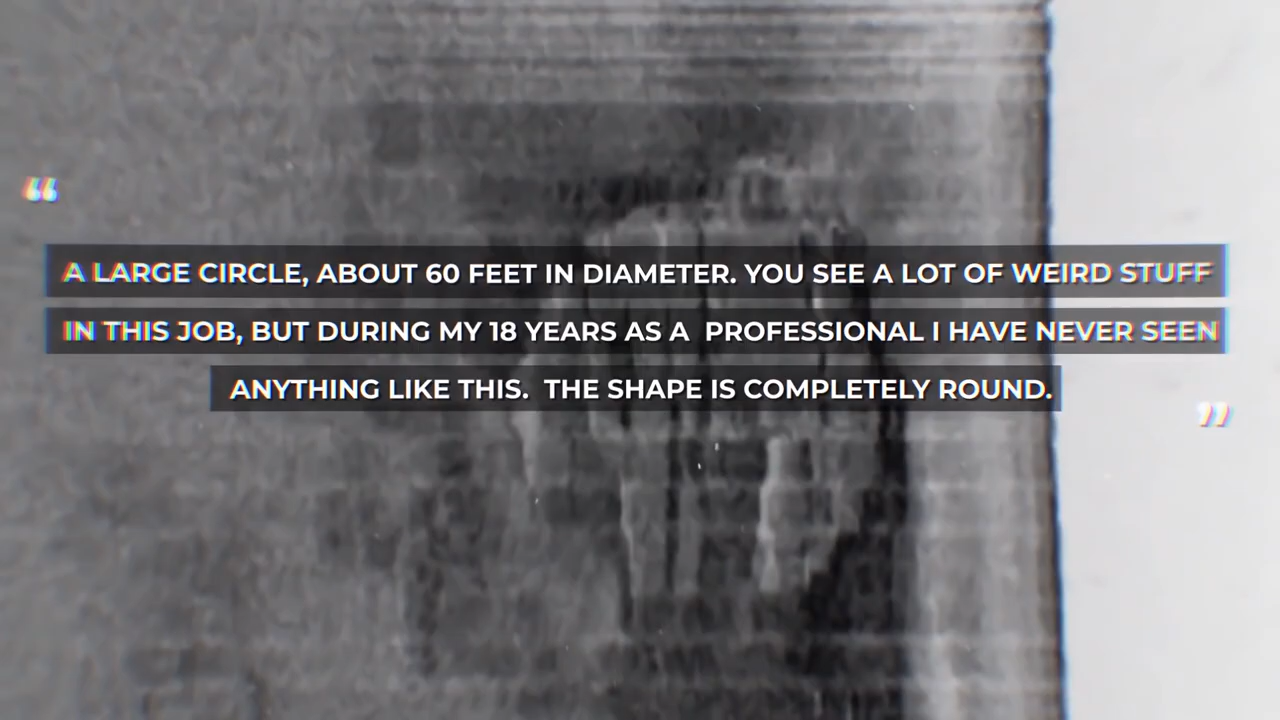 “
A LARGE CIRCLE, ABOUT 60 FEET IN DIAMETER. YOU SEE A LOT OF WEIRD STUFF
IN THIS JOB, BUT DURING MY 18 YEARS AS A  PROFESSIONAL I HAVE NEVER SEEN
ANYTHING LIKE THIS.  THE SHAPE IS COMPLETELY ROUND.
”